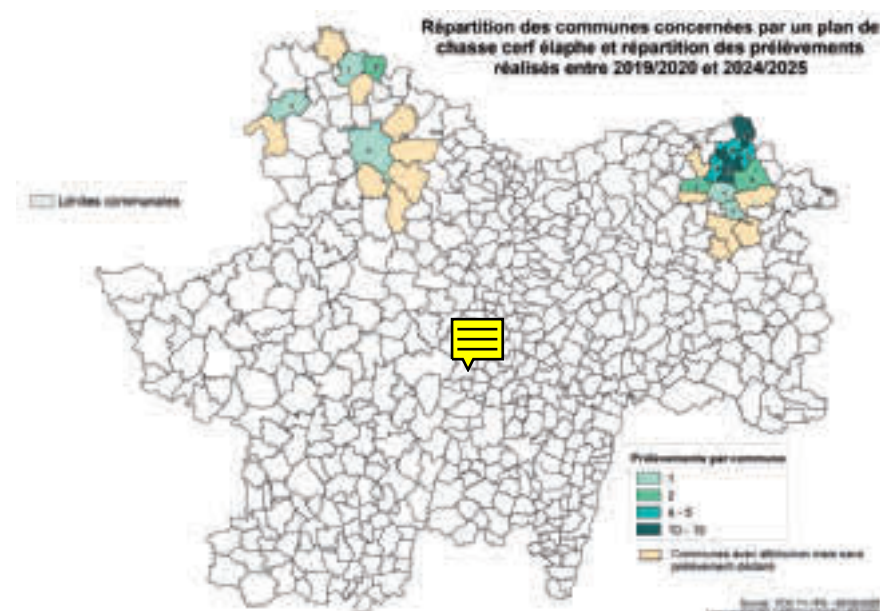 Répartition des communes concernées par un plan de
chasse cerf élaphe et répartition des prélèvements
réalisés entre 2019/2020 et 2024/2025
Limites communales
Prélèvements par commune
1
2
Communes avec attribution mais sans
prélèvement